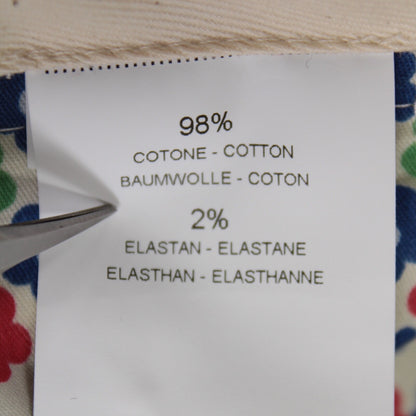 98%
COTONE - COTTON
BAUMWOLLE - COTON
2%
ELASTAN - ELASTANE
ELASTHAN - ELASTHANNE